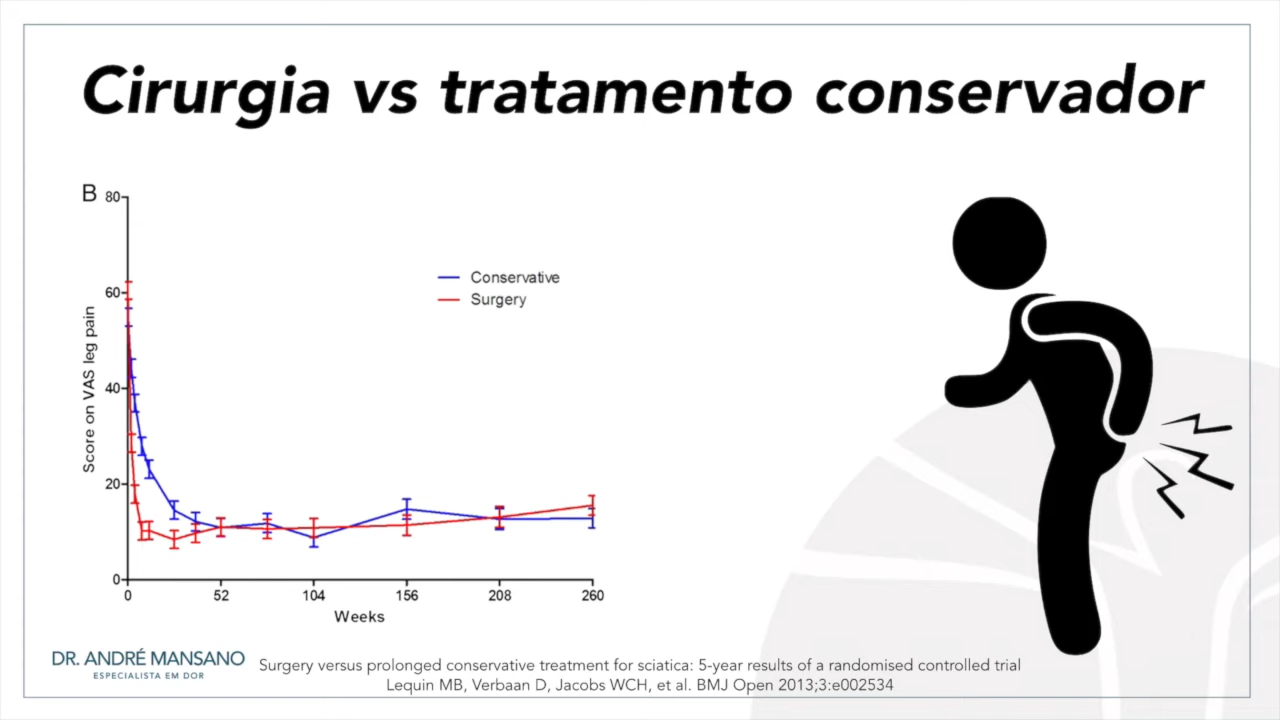 Cirurgia vs tratamento conservador
B
80
60
40
20
0
Score on VAS leg pain
Conservative
Surgery
0 52 104 156 208 260
Weeks
DR. ANDRÉ MANSANO
ESPECIALISTA EM DOR
Surgery versus prolonged conservative treatment for sciatica: 5-year results of a randomised controlled trial
Lequin MB, Verbaan D, Jacobs WCH, et al. BMJ Open 2013;3:e002534